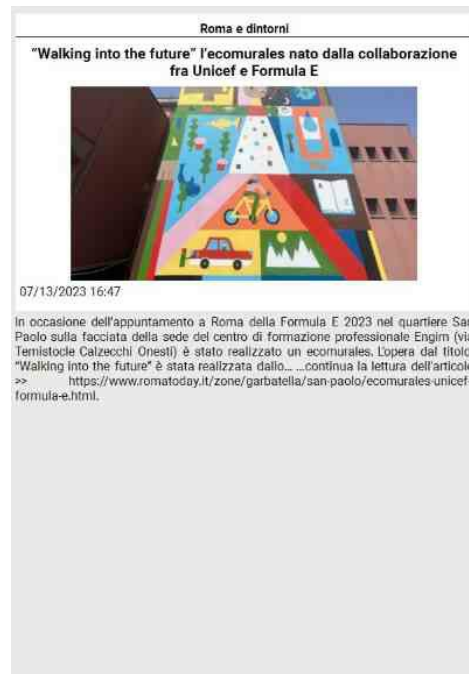 Roma e dintorni
"Walking into the future" l'ecomurales nato dalla collaborazione
fra Unicef e Formula E
07/13/2023 16:47
In occasione dell'appuntamento a Roma della Formula E 2023 nel quartiere San
Paolo sulla facciata della sede del centro di formazione professionale Engim (via
Temistocle Calzecchi Onesti) è stato realizzato un ecomurales. L'opera dal titolo
"Walking into the future" è stata realizzata dallo... ...continua la lettura dell'articolo
>> https://www.romatoday.it/zone/garbatella/san-paolo/ecomurales-unicef-
formula-e.html.